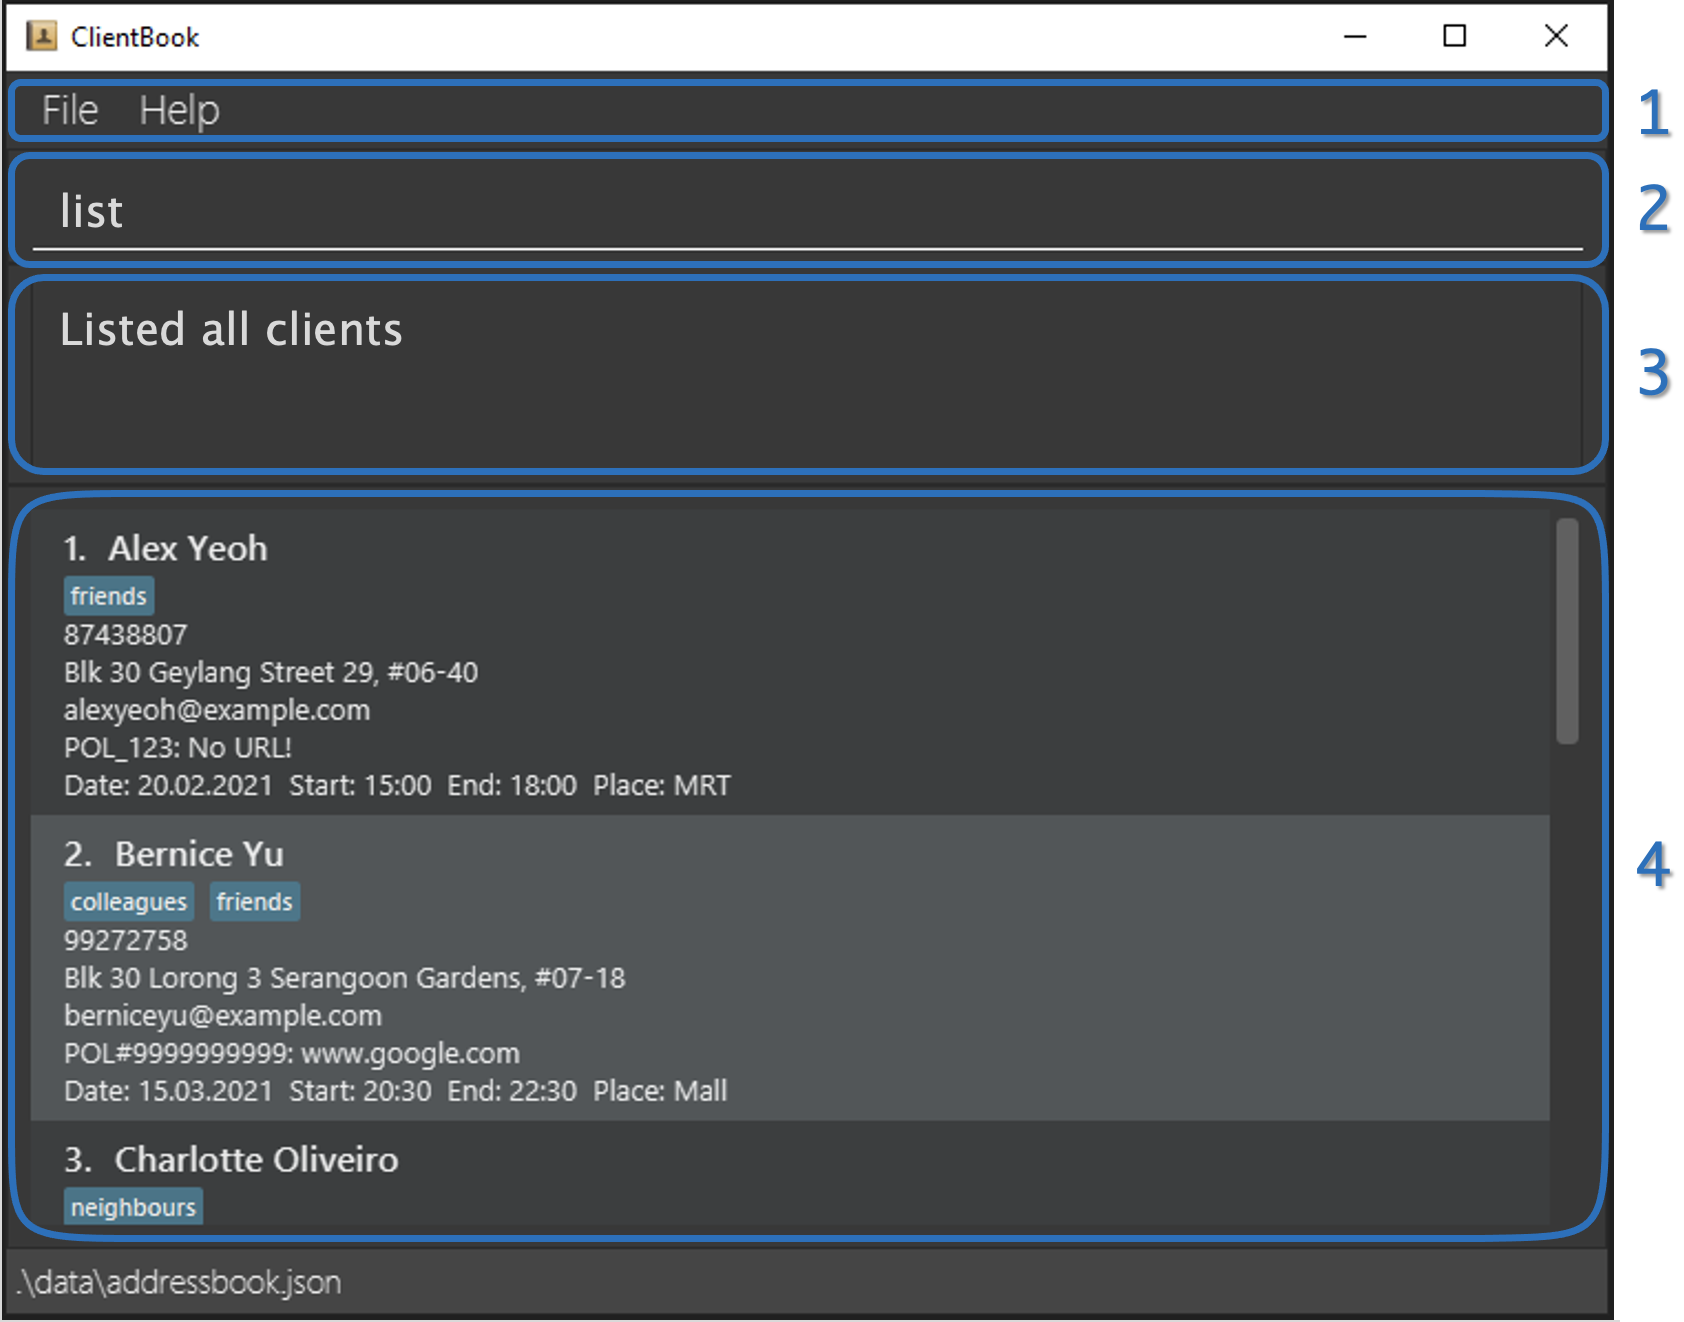 ClientBook
File Help
1
list
2
Listed all clients
3
1. Alex Yeoh
friends
87438807
Blk 30 Geylang Street 29, #06-40
alexyeoh@example.com
POL_123: No URL!
Date: 20.02.2021 Start: 15:00 End: 18:00 Place: MRT
2. Bernice Yu
colleagues friends
99272758
Blk 30 Lorong 3 Serangoon Gardens, #07-18
berniceyu@example.com
POL#9999999999: www.google.com
Date: 15.03.2021 Start: 20:30 End: 22:30 Place: Mall
3. Charlotte Oliveiro
neighbours
4
.\data\addressbook.json